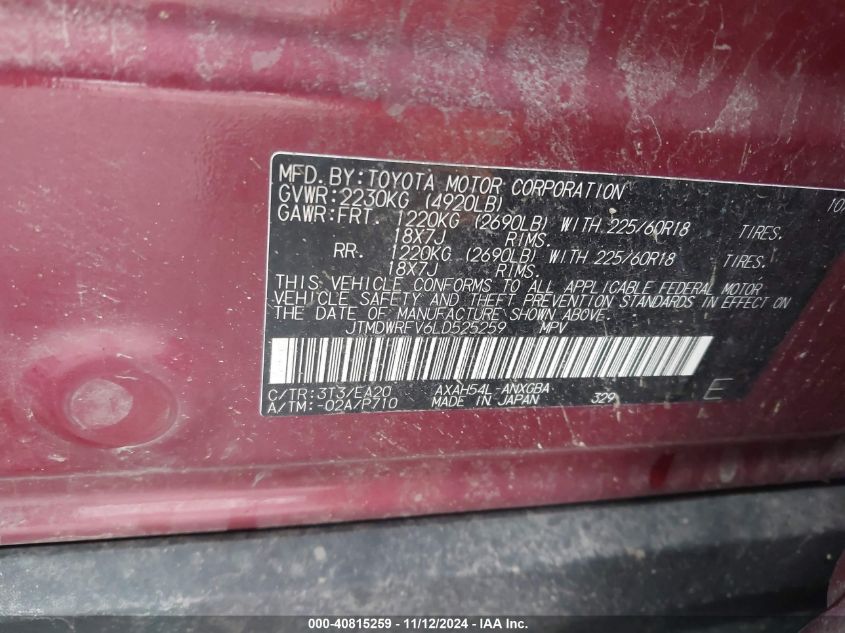 MFD. BY: TOYOTA MOTOR CORPORATION 10/
GVWR: 2230KG (4920LB)
GAWR: FRT. 1220KG (2690LB) WITH 225/60R18 TIRES.
18X7J RIMS.
RR. 1220KG (2690LB) WITH 225/60R18 TIRES.
18X7J RIMS.
THIS VEHICLE CONFORMS TO ALL APPLICABLE FEDERAL MOTOR
VEHICLE SAFETY AND THEFT PREVENTION STANDARDS IN EFFECT ON
THE DATE OF MANUFACTURE SHOWN ABOVE.
JTMDWRFV6LD525259 MPV
C/TR: 3T3/EA20 AXAH54L-ANXGBA
A/TM: -02A/P710 MADE IN JAPAN 329 E
000-40815259 - 11/12/2024 - IAAI.com.